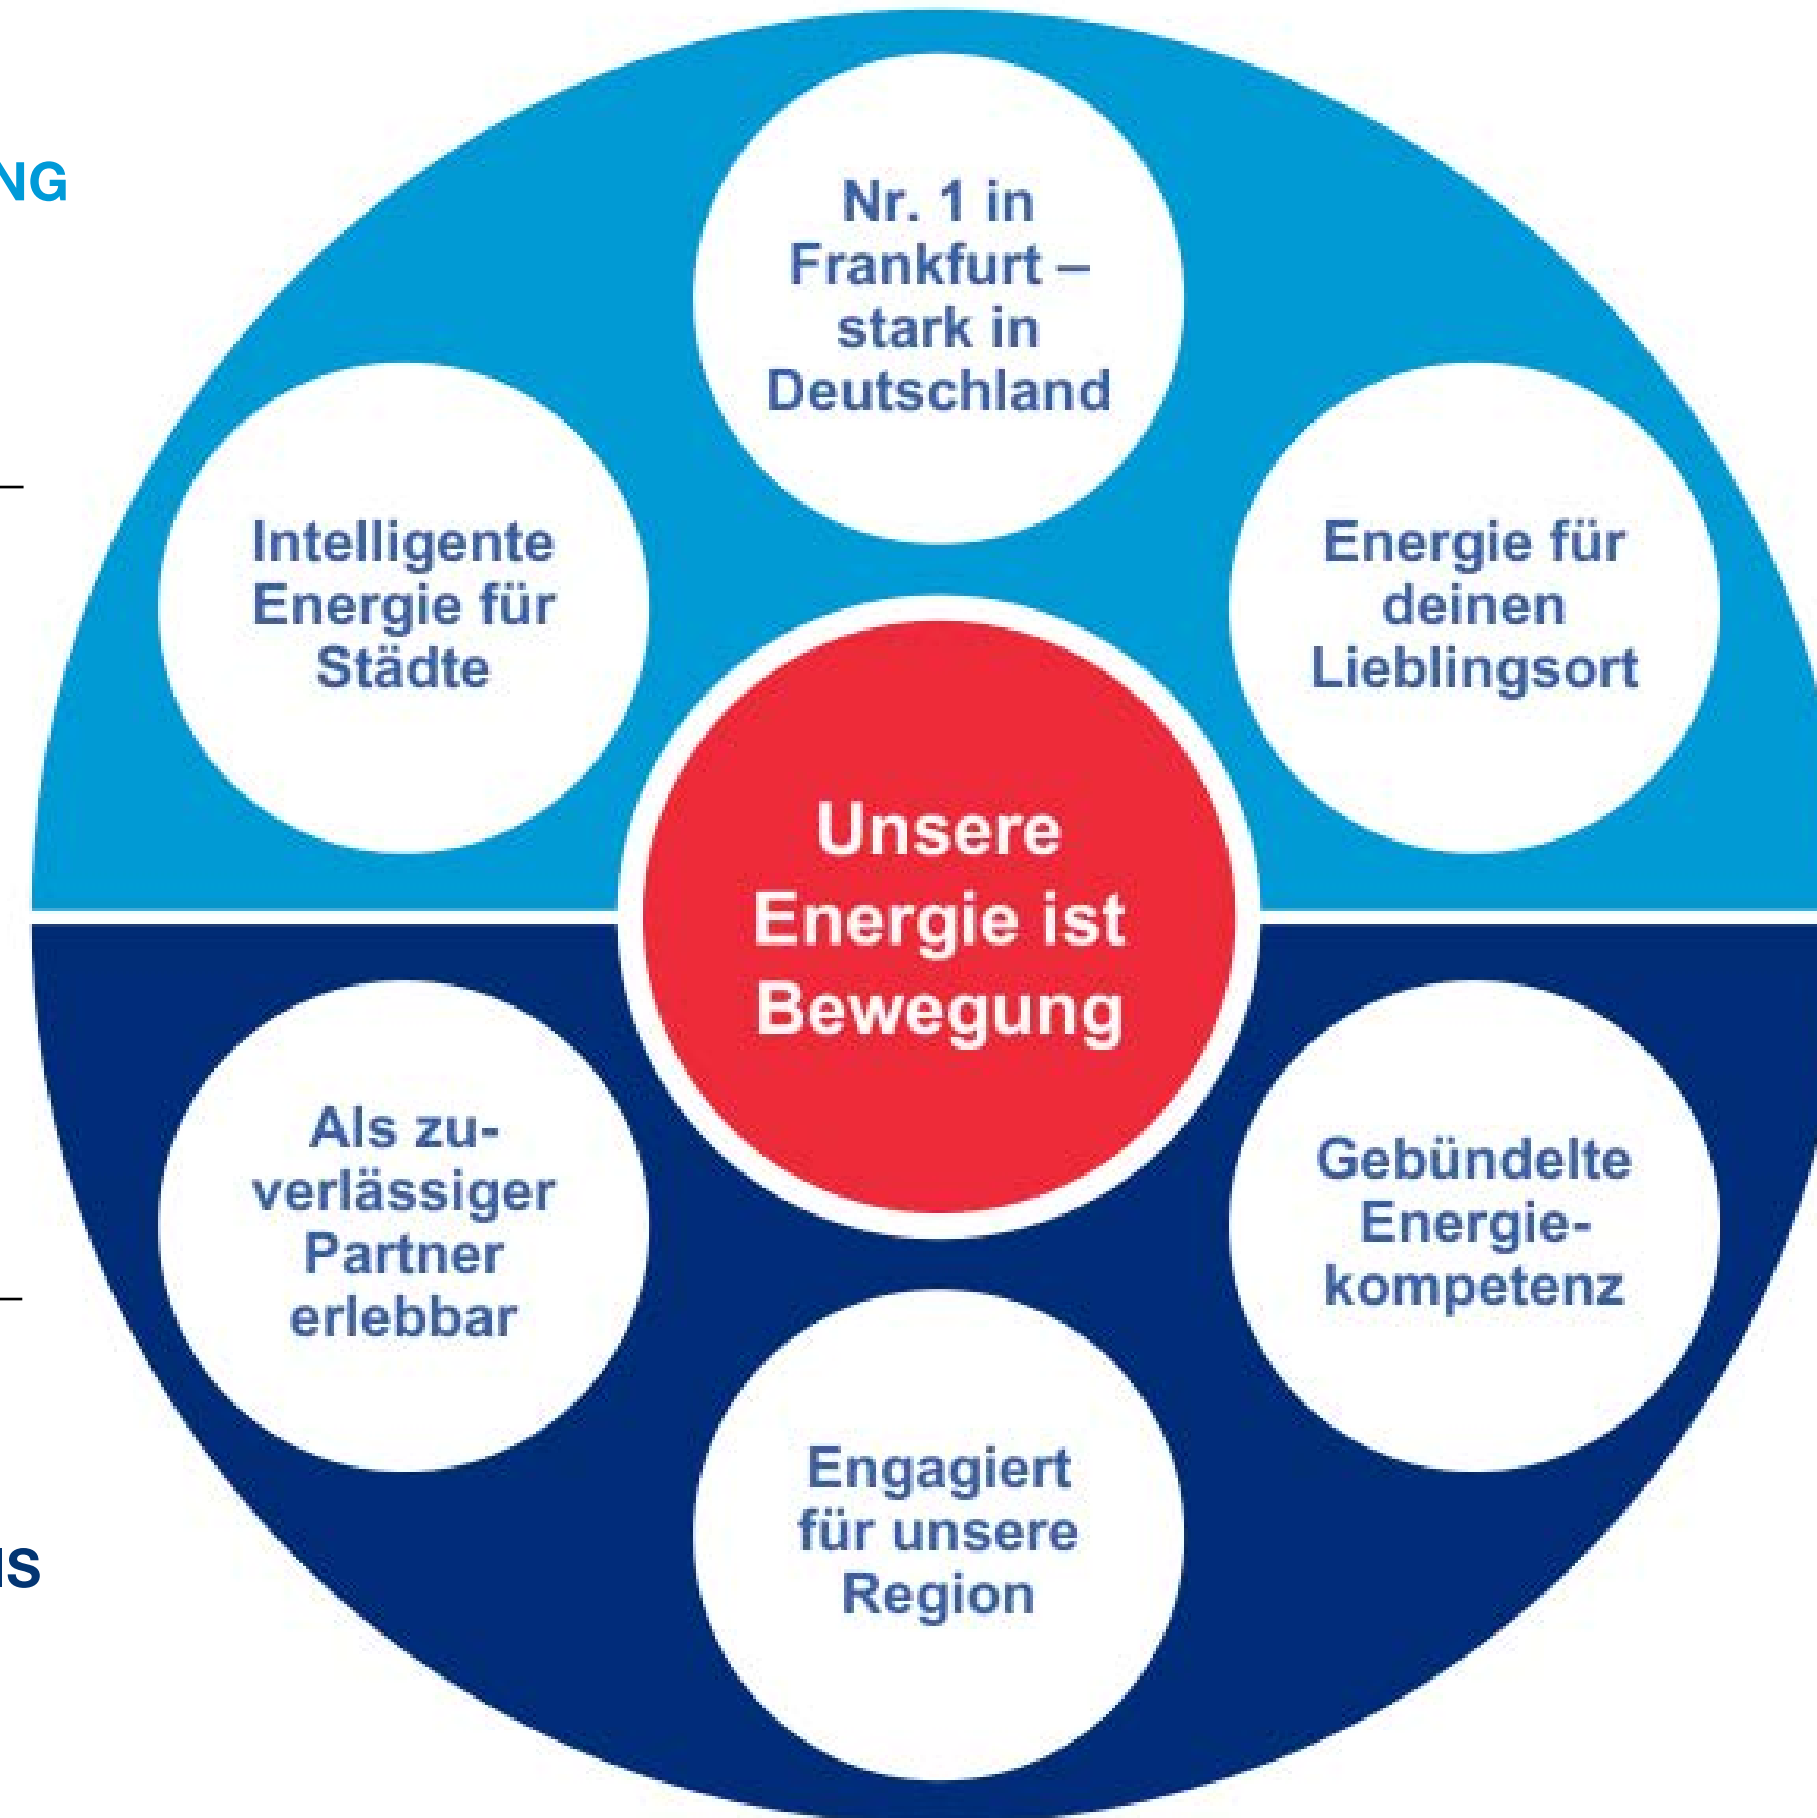 NG
Nr. 1 in
Frankfurt –
stark in
Deutschland
Intelligente
Energie für
Städte
Energie für
deinen
Lieblingsort
Unsere
Energie ist
Bewegung
Als zu-
verlässiger
Partner
erlebbar
Gebündelte
Energie-
kompetenz
Engagiert
für unsere
Region